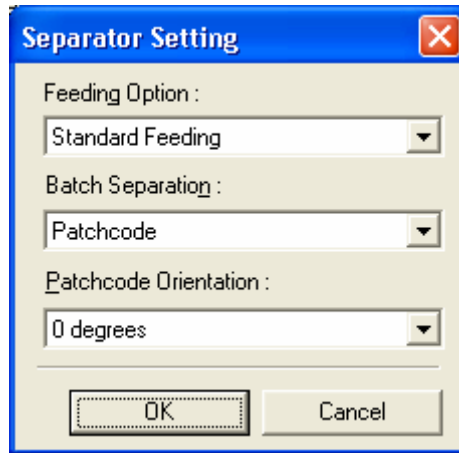 Separator Setting
Feeding Option :
Standard Feeding
Batch Separation :
Patchcode
Patchcode Orientation :
0 degrees
OK Cancel